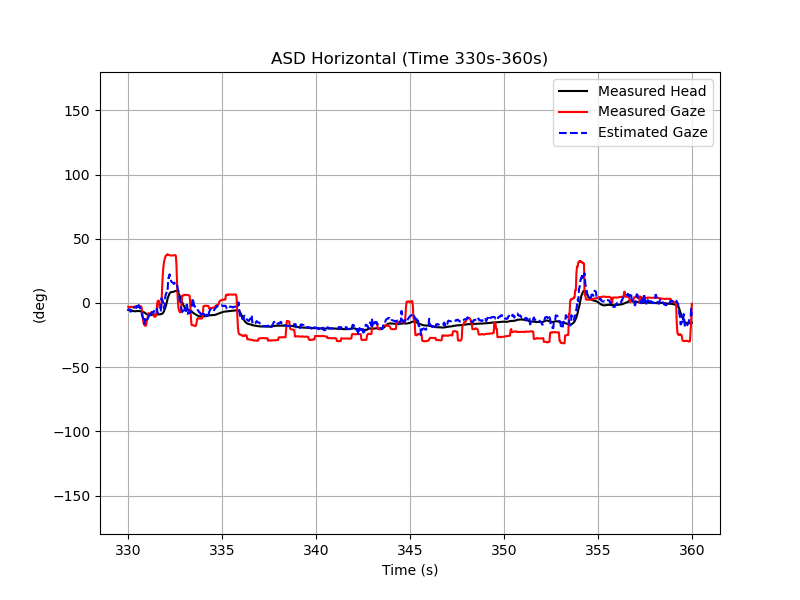 ASD Horizontal (Time 330s-360s)
Measured Head
Measured Gaze
Estimated Gaze
150
100
50
0
−50
−100
−150
(deg)
330 335 340 345 350 355 360
Time (s)